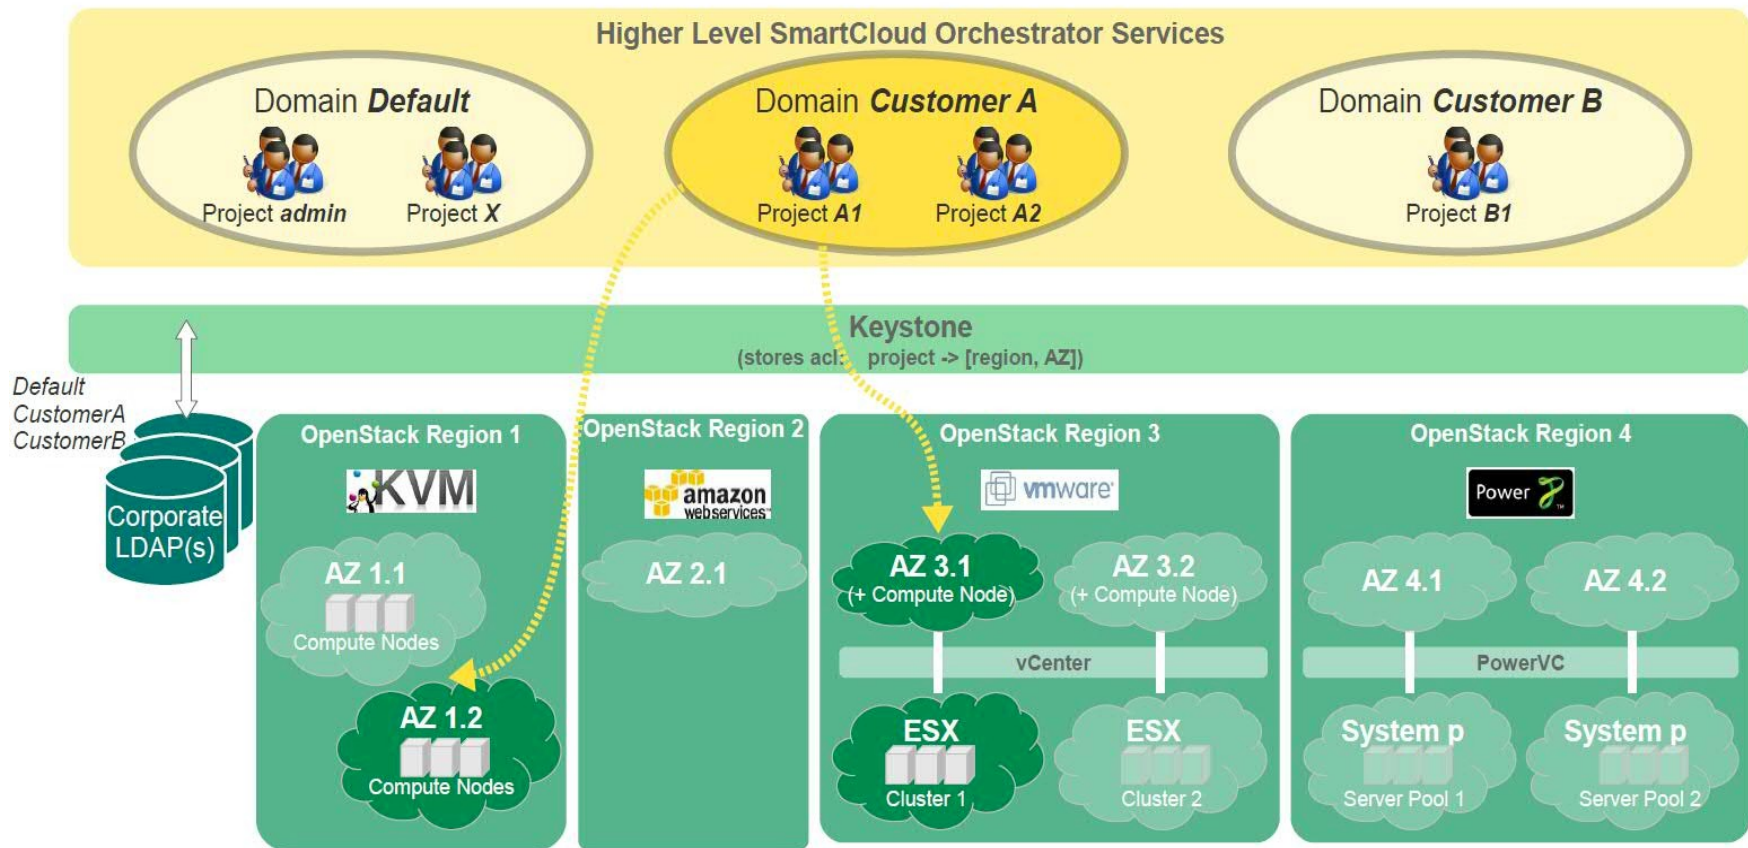 Higher Level SmartCloud Orchestrator Services
Domain Default
Project admin
Project X
Domain Customer A
Project A1
Project A2
Domain Customer B
Project B1
Keystone
(stores acl: project -> [region, AZ])
Default
CustomerA
CustomerB
Corporate
LDAP(s)
OpenStack Region 1
KVM
AZ 1.1
Compute Nodes
AZ 1.2
Compute Nodes
OpenStack Region 2
amazon
webservices™
AZ 2.1
OpenStack Region 3
vmware®
AZ 3.1
(+ Compute Node)
AZ 3.2
(+ Compute Node)
vCenter
ESX
Cluster 1
ESX
Cluster 2
OpenStack Region 4
Power
TM
AZ 4.1
AZ 4.2
PowerVC
System p
Server Pool 1
System p
Server Pool 2